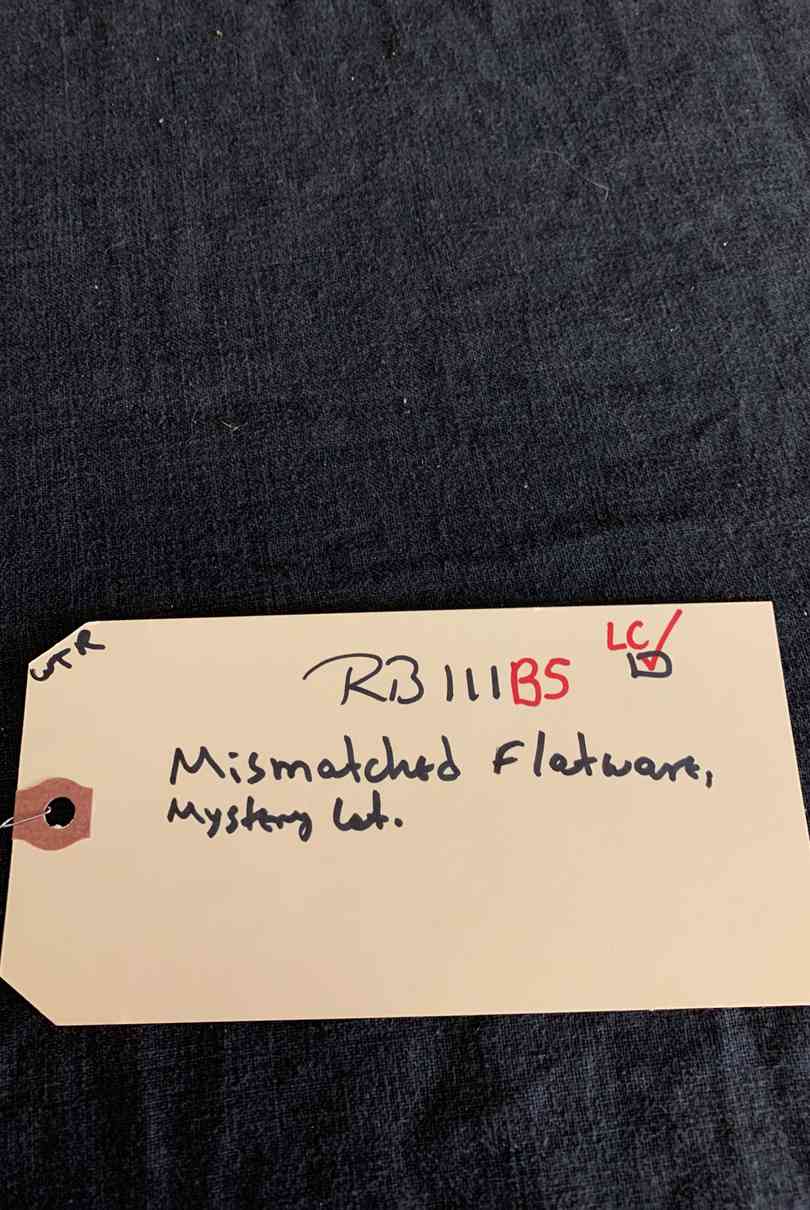 WTR
LC
RB111BS
Mismatched Flatware,
Mystery Lot.